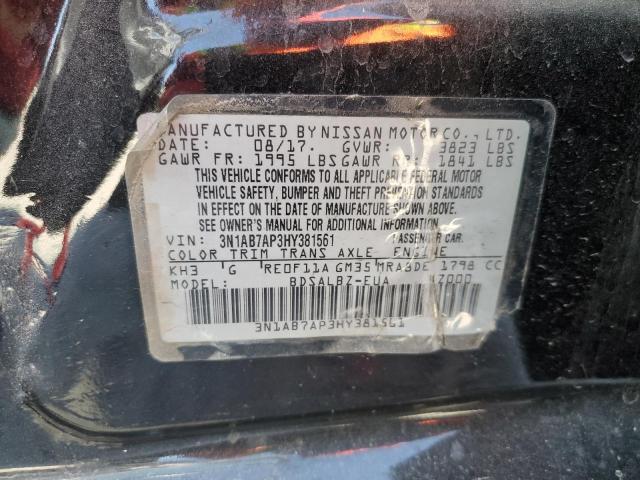 MANUFACTURED BY NISSAN MOTOR CO., LTD.
DATE: 08/17. GVWR: 3823 LBS
GAWR FR: 1995 LBS GAWR RR: 1841 LBS
THIS VEHICLE CONFORMS TO ALL APPLICABLE FEDERAL MOTOR
VEHICLE SAFETY, BUMPER AND THEFT PREVENTION STANDARDS
IN EFFECT ON THE DATE OF MANUFACTURE SHOWN ABOVE.
SEE OWNER'S MANUAL FOR ADDITIONAL INFORMATION
VIN: 3N1AB7AP3HY381561 PASSENGER CAR.
COLOR TRIM TRANS AXLE ENGINE
KH3 G RE0F11A GM35 MRA8DE 1798 CC
MODEL: BDSALBZ-EUA
3N1AB7AP3HY381561